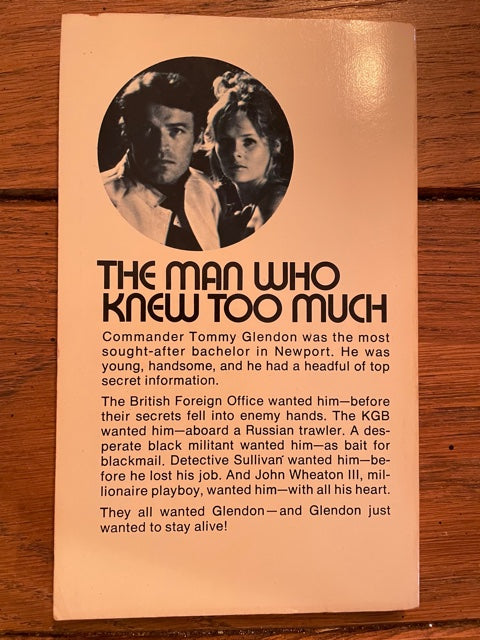 THE MAN WHO
KNEW TOO MUCH
Commander Tommy Glendon was the most
sought-after bachelor in Newport. He was
young, handsome, and he had a headful of top
secret information.
The British Foreign Office wanted him—before
their secrets fell into enemy hands. The KGB
wanted him—aboard a Russian trawler. A des-
perate black militant wanted him—as bait for
blackmail. Detective Sullivan wanted him—be-
fore he lost his job. And John Wheaton III, mil-
lionaire playboy, wanted him—with all his heart.
They all wanted Glendon—and Glendon just
wanted to stay alive!